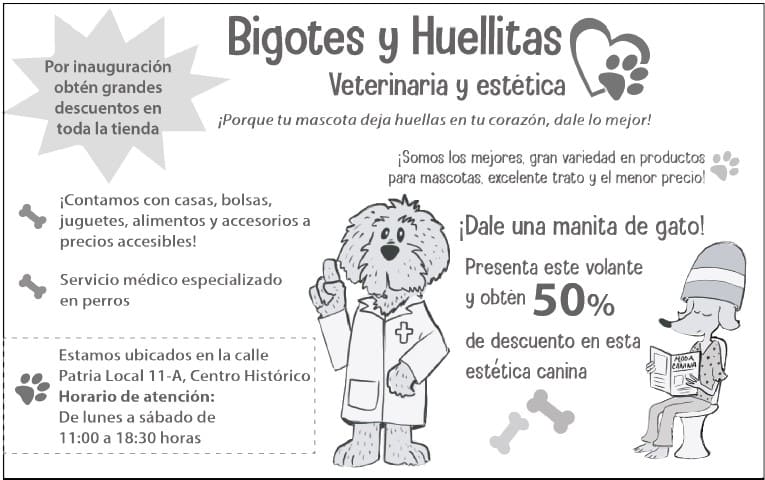 Bigotes y Huellitas
Veterinaria y estética
¡Porque tu mascota deja huellas en tu corazón, dale lo mejor!
Por inauguración
obtén grandes
descuentos en
toda la tienda
¡Somos los mejores, gran variedad en productos
para mascotas, excelente trato y el menor precio!
¡Contamos con casas, bolsas,
juguetes, alimentos y accesorios a
precios accesibles!
Servicio médico especializado
en perros
¡Dale una manita de gato!
Presenta este volante
y obtén 50%
de descuento en esta
estética canina
MODA
CANINA
Estamos ubicados en la calle
Patria Local 11-A, Centro Histórico
Horario de atención:
De lunes a sábado de
11:00 a 18:30 horas